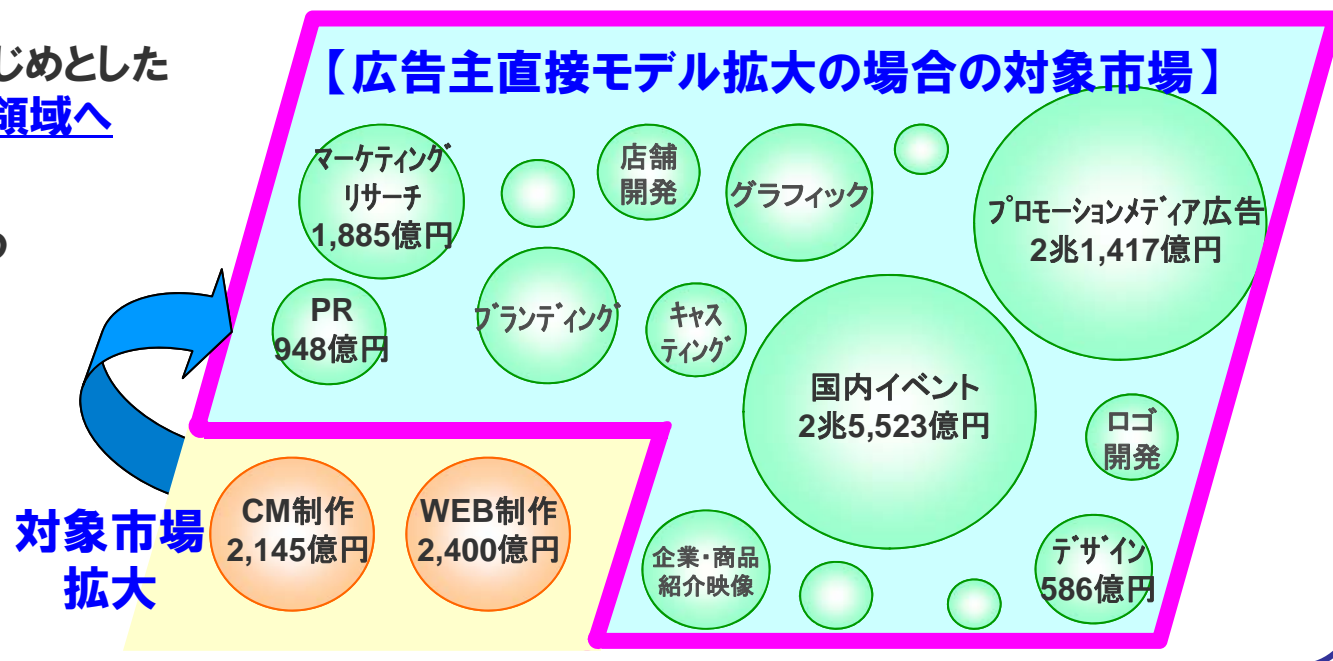 じめとした
領域へ
【広告主直接モデル拡大の場合の対象市場】
マーケティング
リサーチ
1,885億円
店舗
開発
グラフィック
プロモーションメディア広告
2兆1,417億円
PR
948億円
ブランディング
キャス
ティング
国内イベント
2兆5,523億円
ロゴ
開発
CM制作
2,145億円
WEB制作
2,400億円
対象市場
拡大
企業・商品
紹介映像
デザイン
586億円